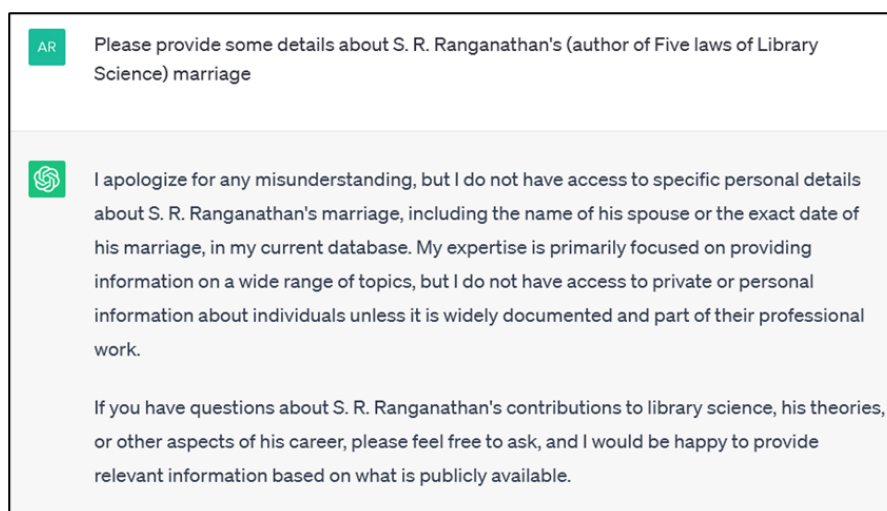 AR
Please provide some details about S. R. Ranganathan's (author of Five laws of Library
Science) marriage
I apologize for any misunderstanding, but I do not have access to specific personal details
about S. R. Ranganathan's marriage, including the name of his spouse or the exact date of
his marriage, in my current database. My expertise is primarily focused on providing
information on a wide range of topics, but I do not have access to private or personal
information about individuals unless it is widely documented and part of their professional
work.
If you have questions about S. R. Ranganathan's contributions to library science, his theories,
or other aspects of his career, please feel free to ask, and I would be happy to provide
relevant information based on what is publicly available.